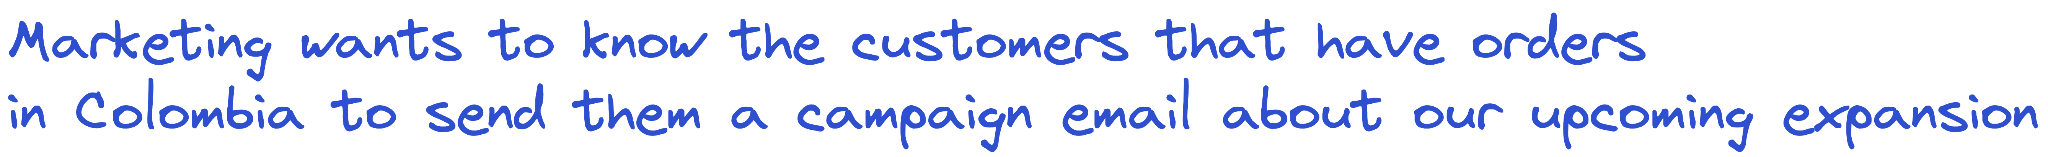 Marketing wants to know the customers that have orders
in Colombia to send them a campaign email about our upcoming expansion